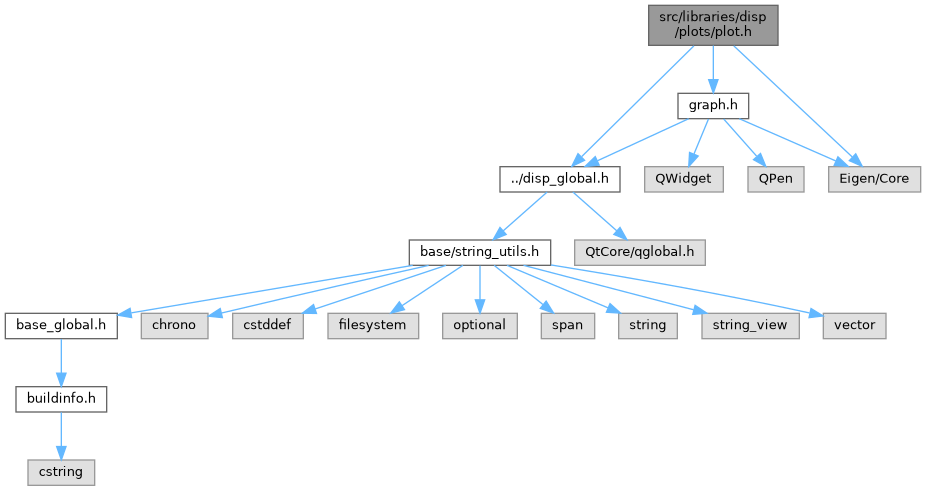 src/libraries/disp
/plots/plot.h
graph.h
../disp_global.h
QWidget
QPen
Eigen/Core
base/string_utils.h
QtCore/qglobal.h
base_global.h
chrono
cstddef
filesystem
optional
span
string
string_view
vector
buildinfo.h
cstring